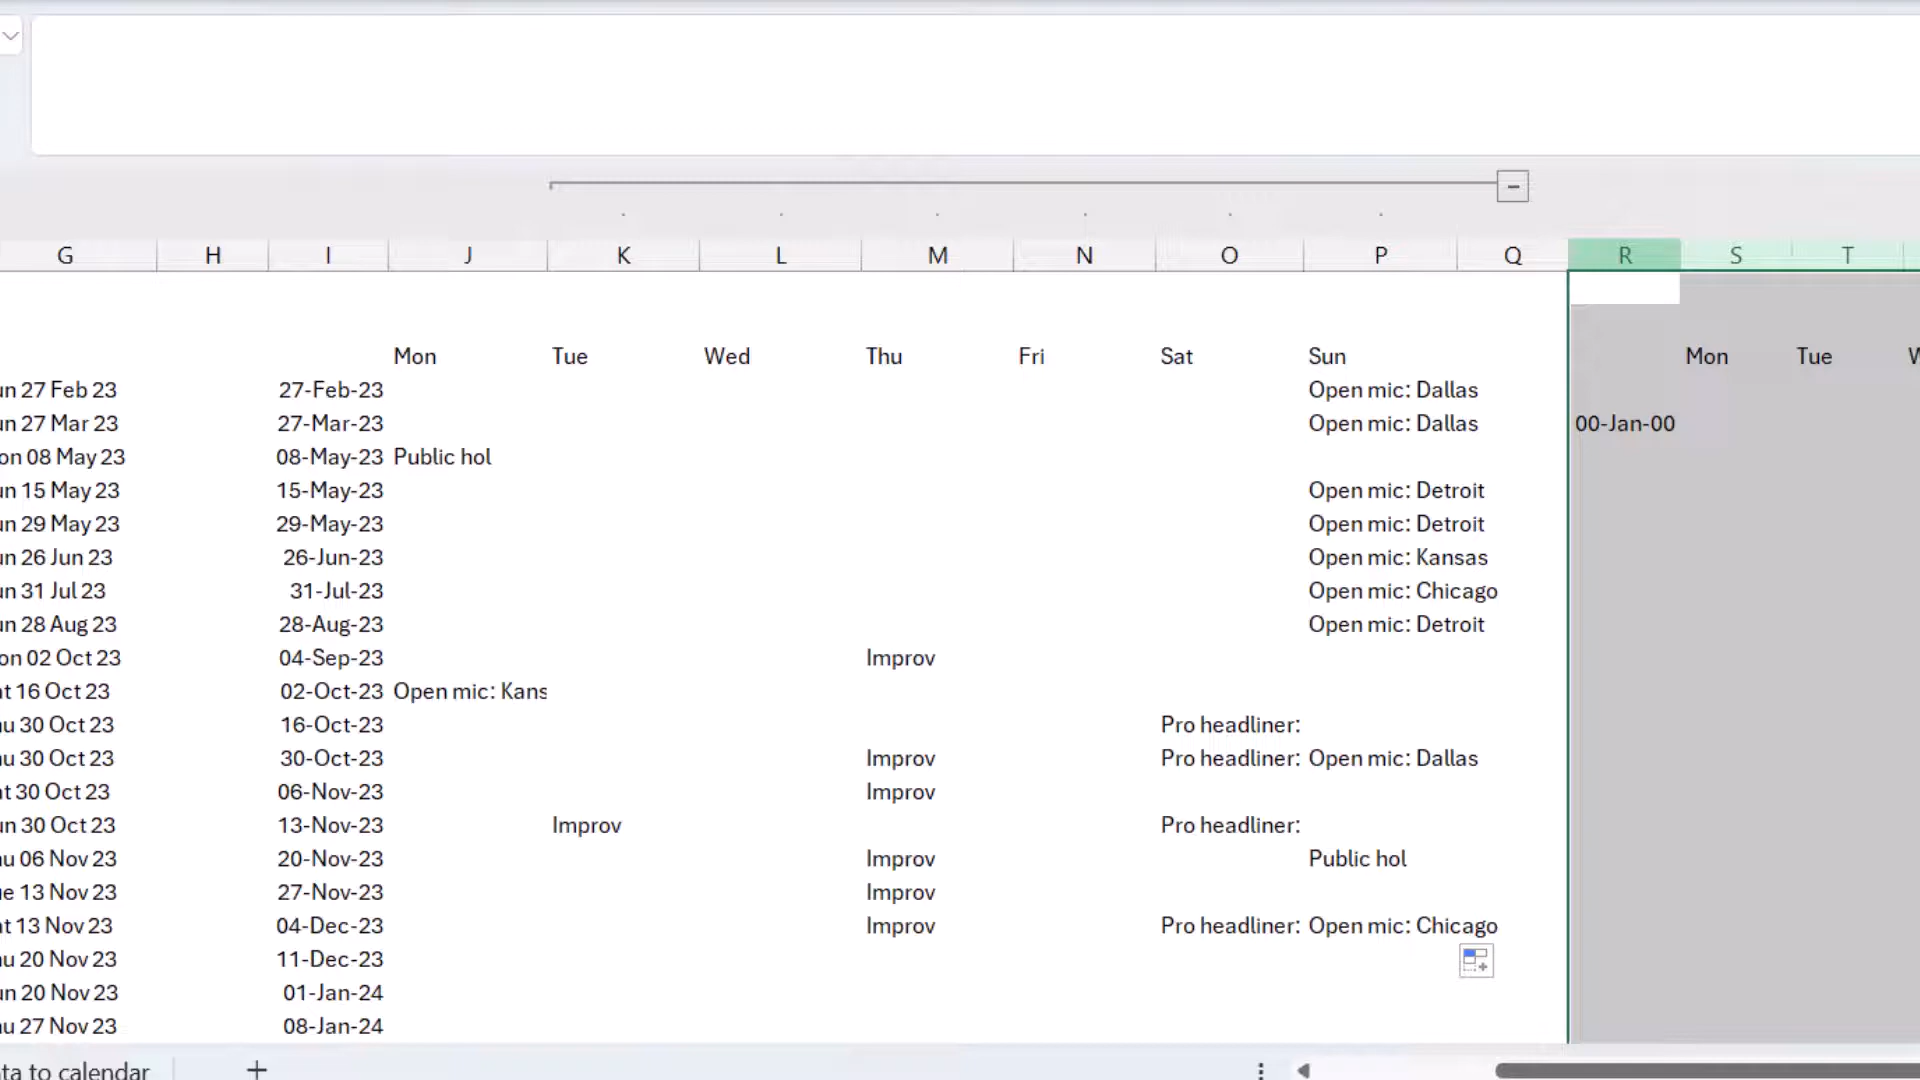 G H I J K L M N O P Q R S T
Mon Tue Wed Thu Fri Sat Sun Mon Tue
un 27 Feb 23 27-Feb-23 Open mic: Dallas
un 27 Mar 23 27-Mar-23 Open mic: Dallas 00-Jan-00
on 08 May 23 08-May-23 Public hol
un 15 May 23 15-May-23 Open mic: Detroit
un 29 May 23 29-May-23 Open mic: Detroit
un 26 Jun 23 26-Jun-23 Open mic: Kansas
un 31 Jul 23 31-Jul-23 Open mic: Chicago
un 28 Aug 23 28-Aug-23 Open mic: Detroit
on 02 Oct 23 04-Sep-23 Improv
at 16 Oct 23 02-Oct-23 Open mic: Kans
hu 30 Oct 23 16-Oct-23 Pro headliner:
hu 30 Oct 23 30-Oct-23 Improv Pro headliner: Open mic: Dallas
at 30 Oct 23 06-Nov-23 Improv
un 30 Oct 23 13-Nov-23 Improv Pro headliner:
hu 06 Nov 23 20-Nov-23 Improv Public hol
ue 13 Nov 23 27-Nov-23 Improv
at 13 Nov 23 04-Dec-23 Improv Pro headliner: Open mic: Chicago
hu 20 Nov 23 11-Dec-23
un 20 Nov 23 01-Jan-24
hu 27 Nov 23 08-Jan-24
ta to calendar